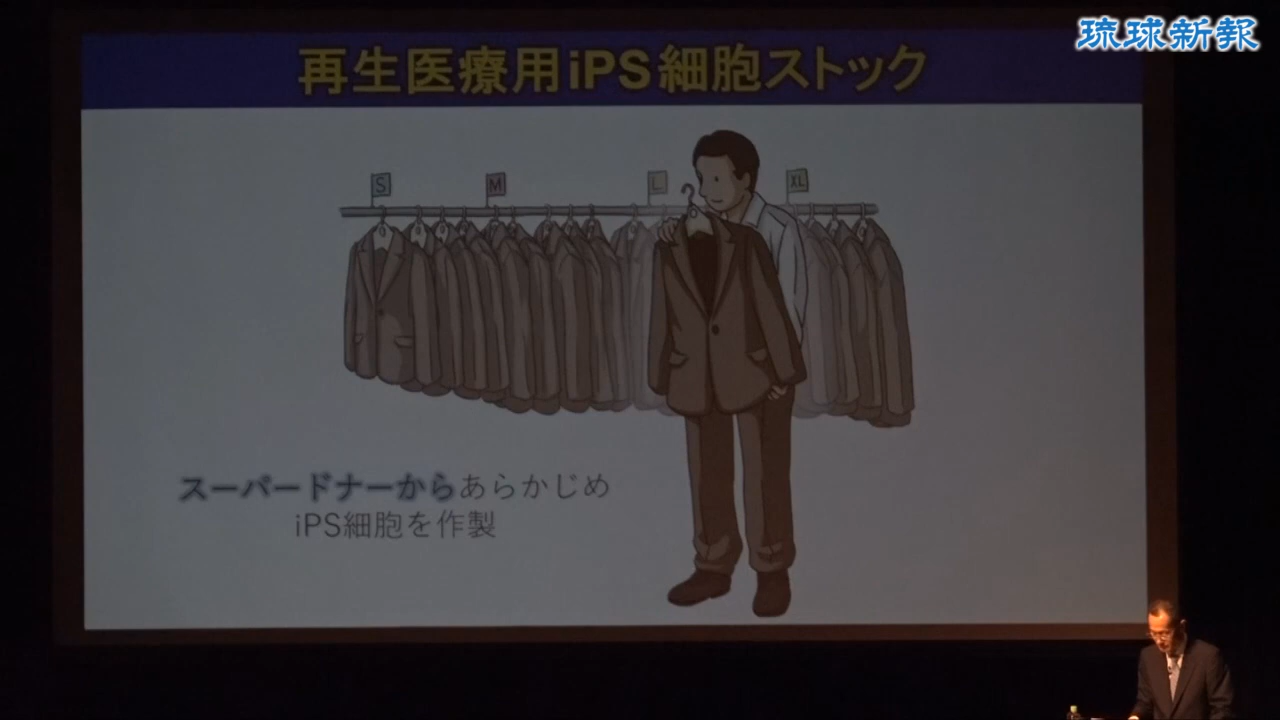 琉球新報
再生医療用iPS細胞ストック
S
M
L
XL
スーパードナーからあらかじめ
iPS細胞を作製